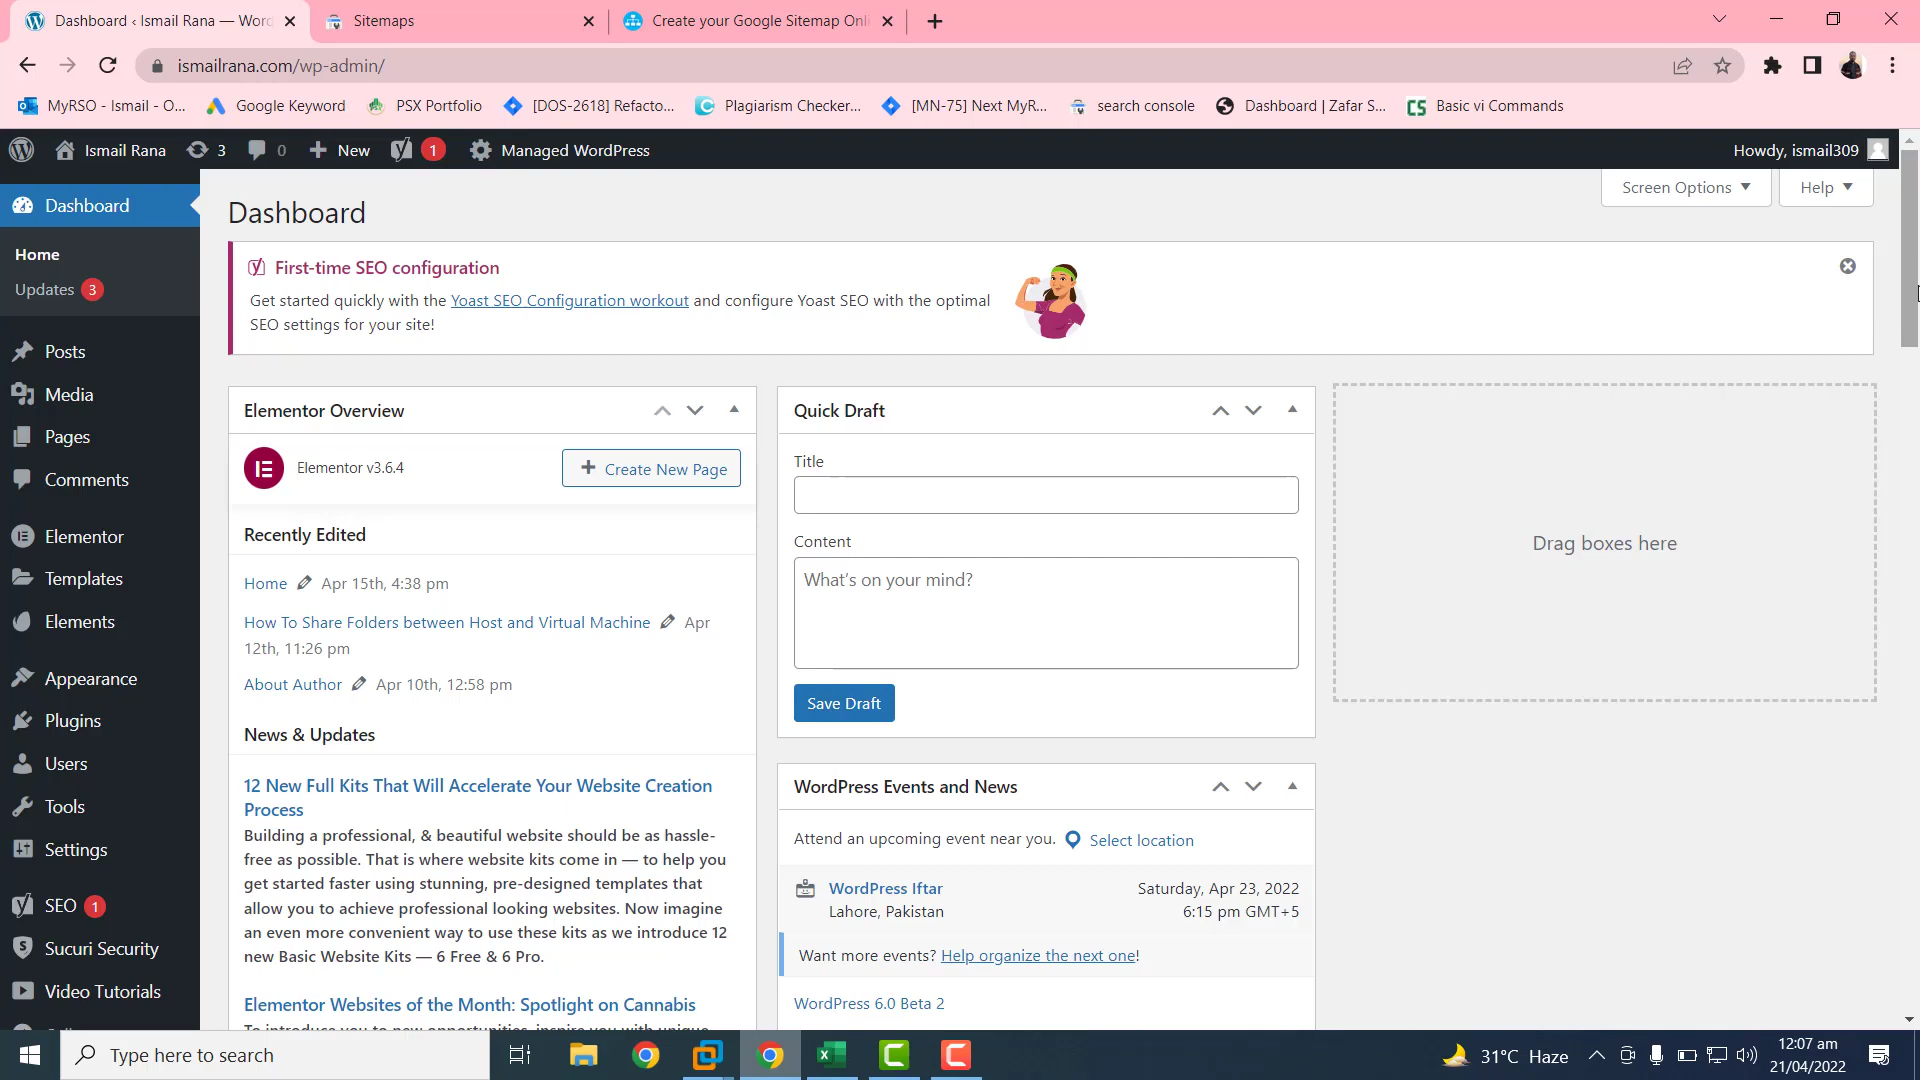 Dashboard ‹ Ismail Rana — Word
Sitemaps
Create your Google Sitemap Onli
ismailrana.com/wp-admin/
MyRSO - Ismail - O...
Google Keyword
PSX Portfolio
[DOS-2618] Refacto...
Plagiarism Checker...
[MN-75] Next MyR...
search console
Dashboard | Zafar S...
Basic vi Commands
Ismail Rana
3
0
New
1
Managed WordPress
Howdy, ismail309
Screen Options
Help
Dashboard
Home
Updates 3
Posts
Media
Pages
Comments
Elementor
Templates
Elements
Appearance
Plugins
Users
Tools
Settings
SEO 1
Sucuri Security
Video Tutorials
Dashboard
First-time SEO configuration
Get started quickly with the Yoast SEO Configuration workout and configure Yoast SEO with the optimal
SEO settings for your site!
Elementor Overview
Elementor v3.6.4
Create New Page
Recently Edited
Home Apr 15th, 4:38 pm
How To Share Folders between Host and Virtual Machine Apr
12th, 11:26 pm
About Author Apr 10th, 12:58 pm
News & Updates
12 New Full Kits That Will Accelerate Your Website Creation
Process
Building a professional, & beautiful website should be as hassle-
free as possible. That is where website kits come in — to help you
get started faster using stunning, pre-designed templates that
allow you to achieve professional looking websites. Now imagine
an even more convenient way to use these kits as we introduce 12
new Basic Website Kits — 6 Free & 6 Pro.
Elementor Websites of the Month: Spotlight on Cannabis
Quick Draft
Title
Content
What's on your mind?
Save Draft
WordPress Events and News
Attend an upcoming event near you. Select location
WordPress Iftar
Lahore, Pakistan
Saturday, Apr 23, 2022
6:15 pm GMT+5
Want more events? Help organize the next one!
WordPress 6.0 Beta 2
Drag boxes here
Type here to search
31°C Haze
12:07 am
21/04/2022